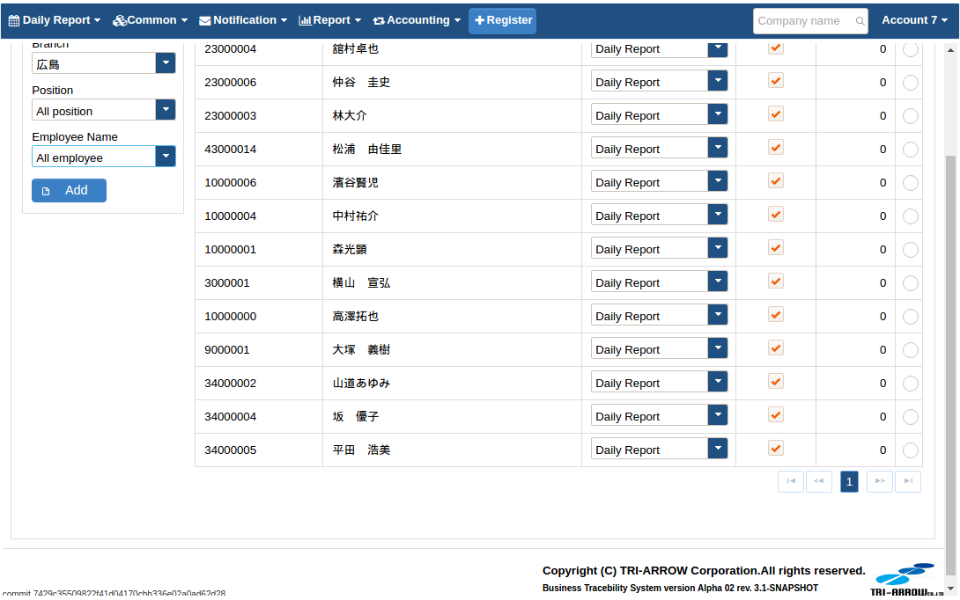 Daily Report Common Notification Report Accounting Register Company name Account 7
Branch
広島
Position
All position
Employee Name
All employee
Add
23000004 舘村卓也 Daily Report 0
23000006 仲谷　圭史 Daily Report 0
23000003 林大介 Daily Report 0
43000014 松浦　由佳里 Daily Report 0
10000006 濱谷賢児 Daily Report 0
10000004 中村祐介 Daily Report 0
10000001 森光顕 Daily Report 0
3000001 横山　宣弘 Daily Report 0
10000000 高澤拓也 Daily Report 0
9000001 大塚　義樹 Daily Report 0
34000002 山道あゆみ Daily Report 0
34000004 坂　優子 Daily Report 0
34000005 平田　浩美 Daily Report 0
1
Copyright (C) TRI-ARROW Corporation.All rights reserved.
Business Tracebility System version Alpha 02 rev. 3.1-SNAPSHOT
TRI-ARROW
commit 7429c35509822f41d04170cbb336e02a0ad62d28